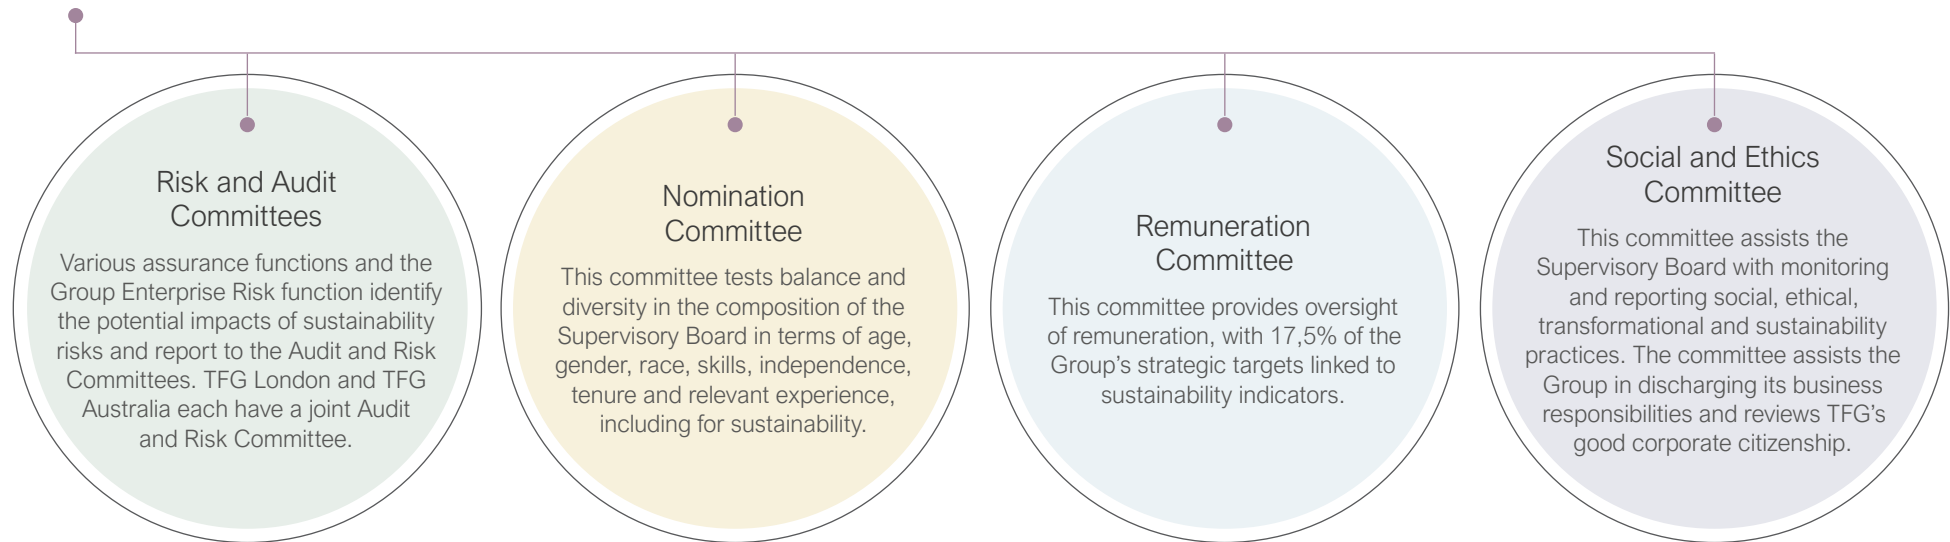 Risk and Audit
Committees
Various assurance functions and the
Group Enterprise Risk function identify
the potential impacts of sustainability
risks and report to the Audit and Risk
Committees. TFG London and TFG
Australia each have a joint Audit
and Risk Committee.
Nomination
Committee
This committee tests balance and
diversity in the composition of the
Supervisory Board in terms of age,
gender, race, skills, independence,
tenure and relevant experience,
including for sustainability.
Remuneration
Committee
This committee provides oversight
of remuneration, with 17,5% of the
Group’s strategic targets linked to
sustainability indicators.
Social and Ethics
Committee
This committee assists the
Supervisory Board with monitoring
and reporting social, ethical,
transformational and sustainability
practices. The committee assists the
Group in discharging its business
responsibilities and reviews TFG’s
good corporate citizenship.